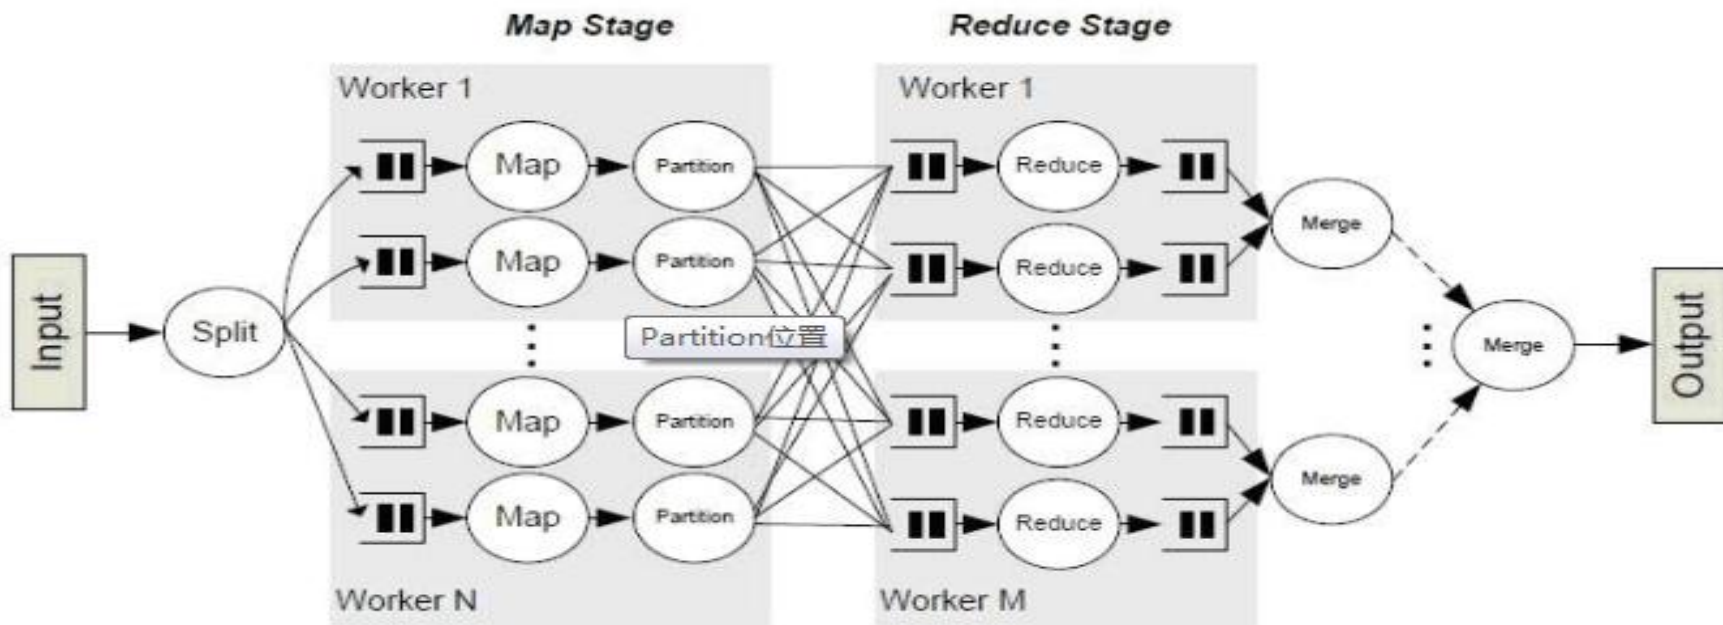 Map Stage
Reduce Stage
Worker 1
Worker 1
Map
Partition
Reduce
Merge
Map
Partition
Reduce
Input
Split
Partition位置
Merge
Output
Map
Partition
Reduce
Merge
Map
Partition
Reduce
Worker N
Worker M